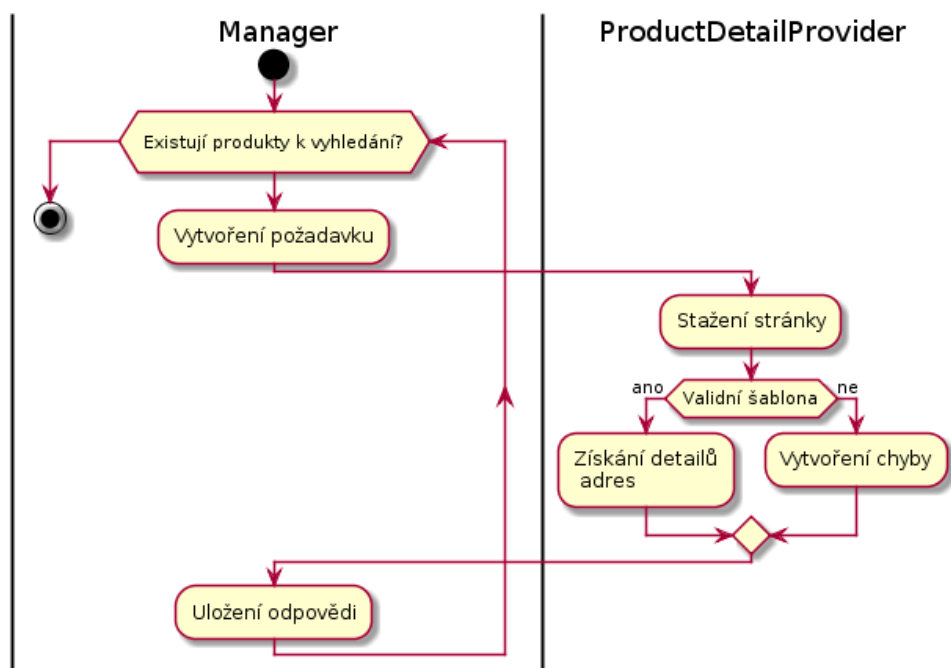 Manager
ProductDetailProvider
Existují produkty k vyhledání?
Vytvoření požadavku
Stažení stránky
ano
Validní šablona
ne
Získání detailů
adres
Vytvoření chyby
Uložení odpovědi